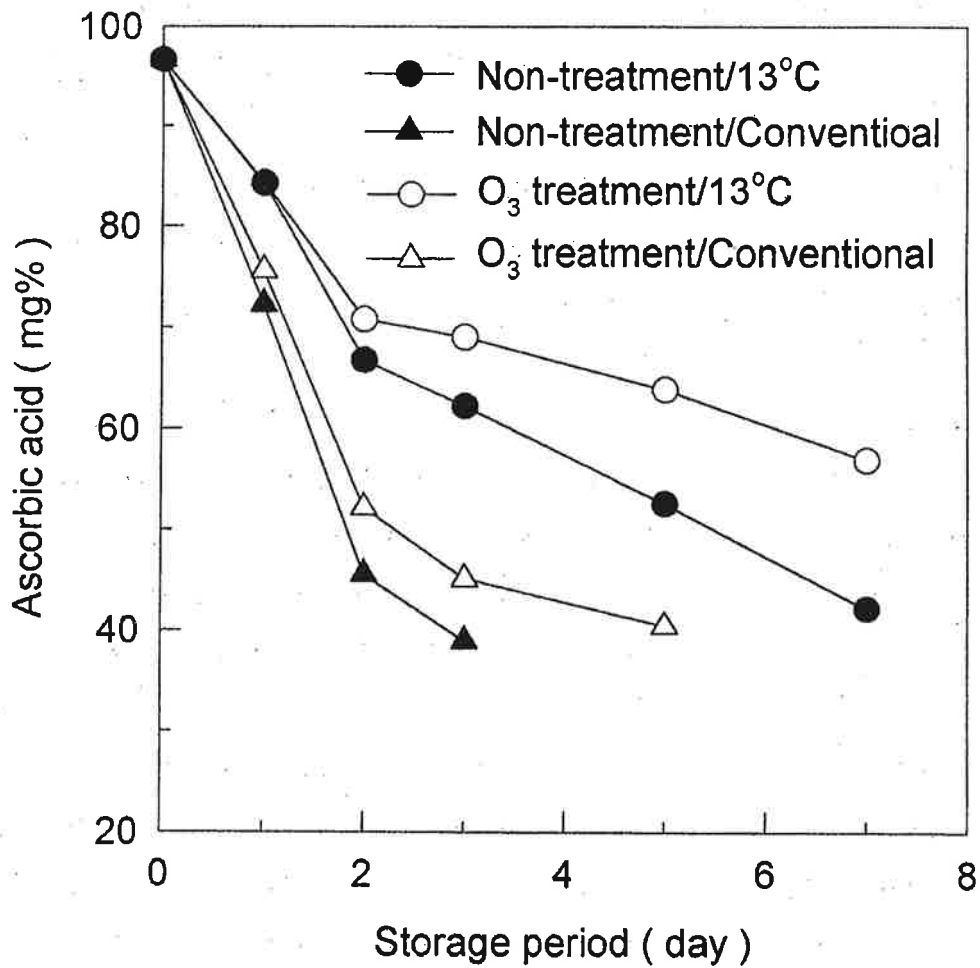 100
80
60
40
20
0
2
4
6
8
Ascorbic acid ( mg% )
Storage period ( day )
Non-treatment/13°C
Non-treatment/Conventioal
O₃ treatment/13°C
O₃ treatment/Conventional